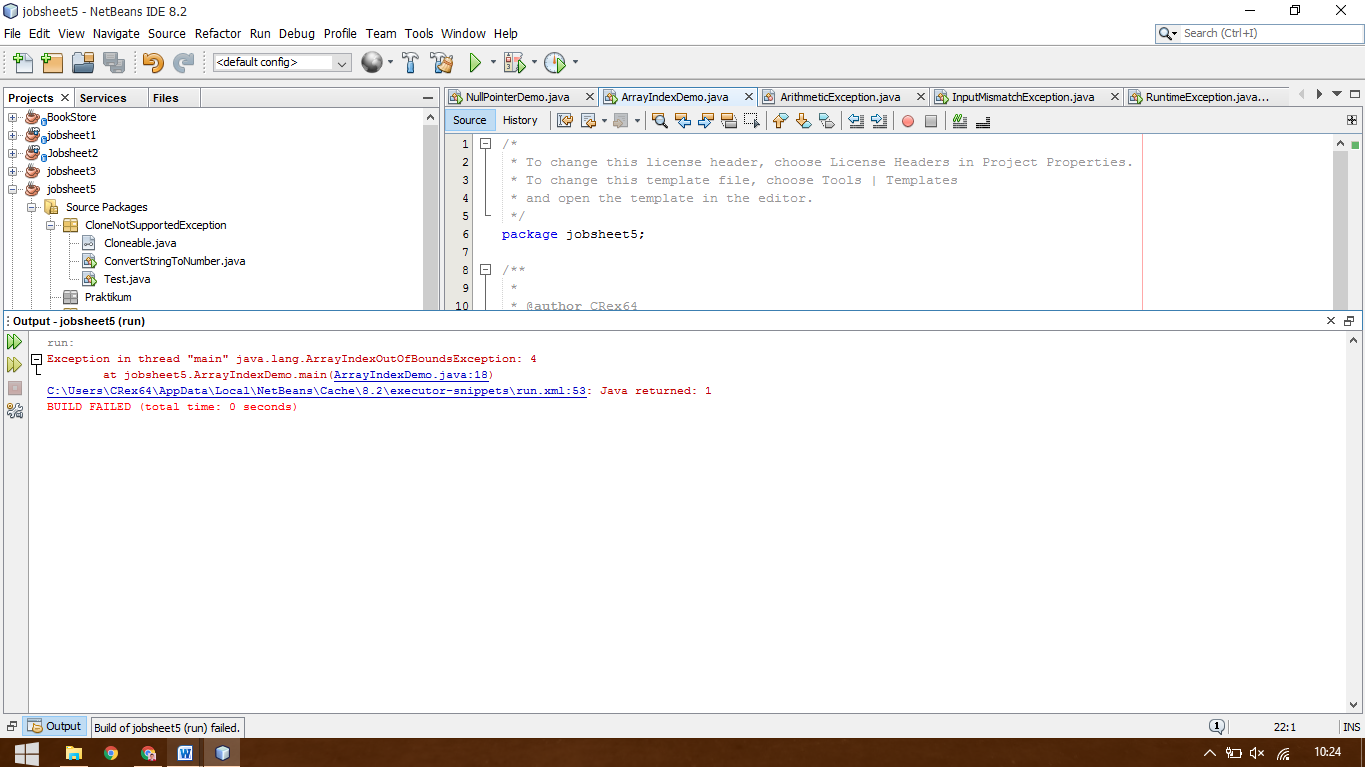 jobsheet5 - NetBeans IDE 8.2
File Edit View Navigate Source Refactor Run Debug Profile Team Tools Window Help
Search (Ctrl+I)
<default config>
Projects Services Files
BookStore
jobsheet1
Jobsheet2
jobsheet3
jobsheet5
Source Packages
CloneNotSupportedException
Cloneable.java
ConvertStringToNumber.java
Test.java
Praktikum
NullPointerDemo.java ArrayIndexDemo.java ArithmeticException.java InputMismatchException.java RuntimeException.java...
Source History
1 /*
2 * To change this license header, choose License Headers in Project Properties.
3 * To change this template file, choose Tools | Templates
4 * and open the template in the editor.
5 */
6 package jobsheet5;
7
8 /**
9 *
10 * @author CRex64
Output - jobsheet5 (run)
run:
Exception in thread "main" java.lang.ArrayIndexOutOfBoundsException: 4
at jobsheet5.ArrayIndexDemo.main(ArrayIndexDemo.java:18)
C:\Users\CRex64\AppData\Local\NetBeans\Cache\8.2\executor-snippets\run.xml:53: Java returned: 1
BUILD FAILED (total time: 0 seconds)
Output Build of jobsheet5 (run) failed. 1 22:1 INS
10:24